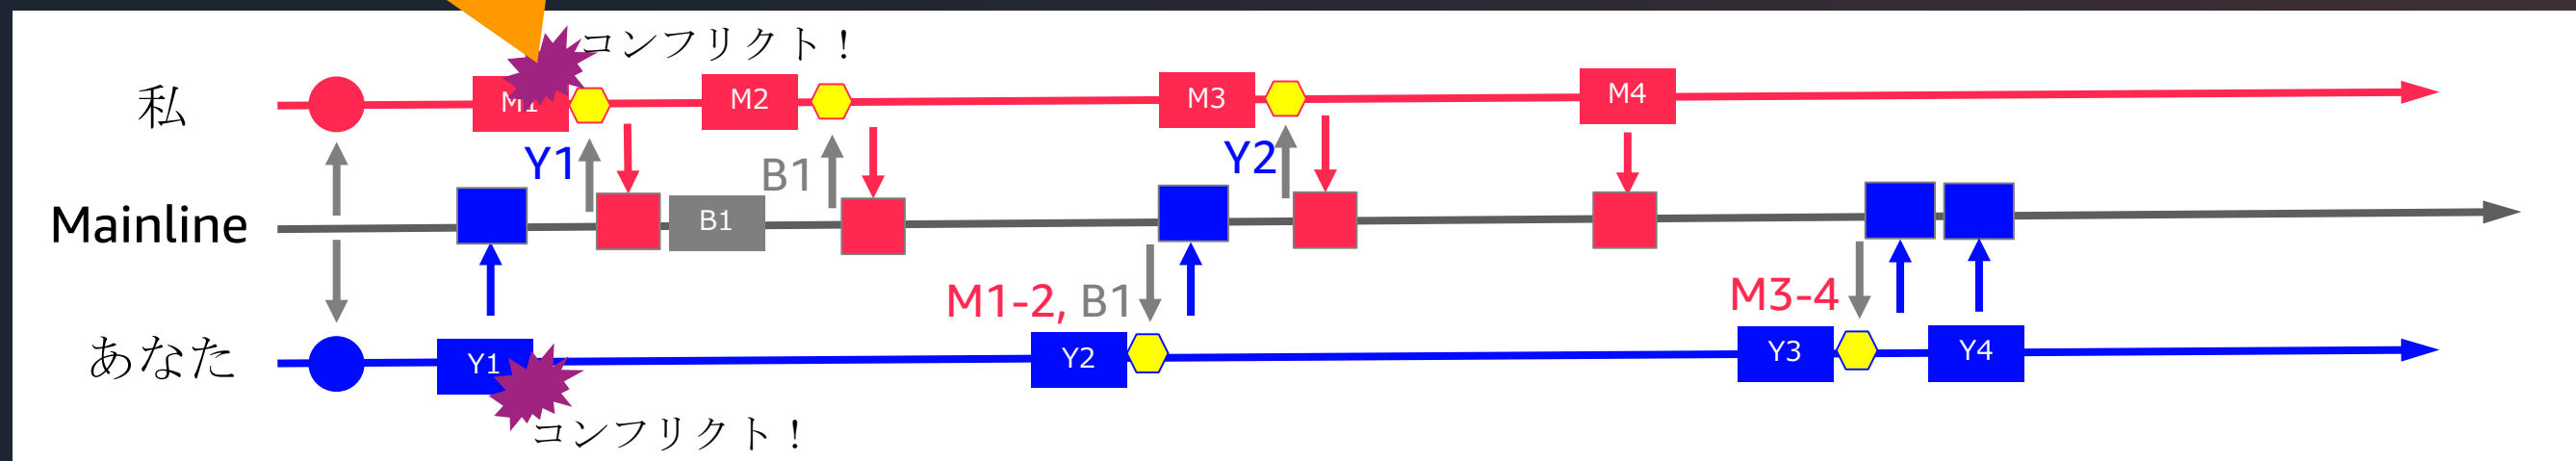 コンフリクト！
私
M1
M2
M3
M4
Y1
B1
Y2
Mainline
B1
M1-2, B1
M3-4
あなた
Y1
Y2
Y3
Y4
コンフリクト！